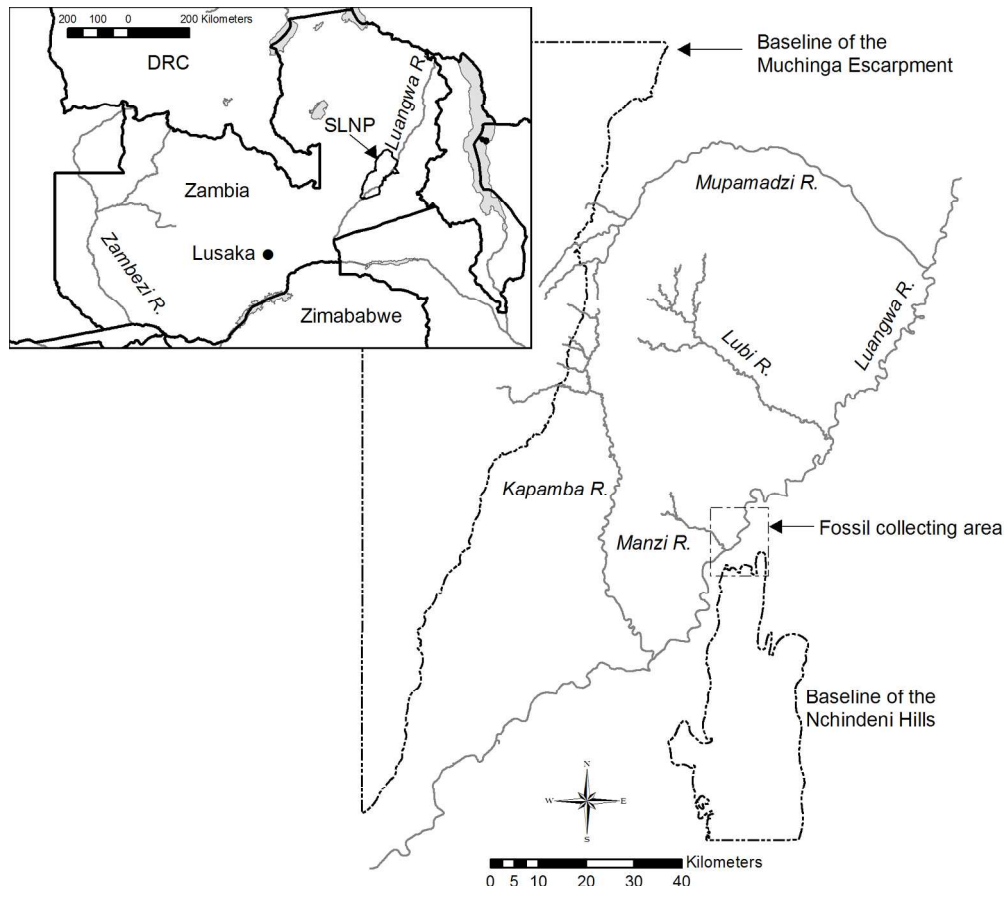 200 100 0 200 Kilometers
DRC
SLNP
Luangwa R.
Zambia
Lusaka
Zambezi R.
Zimababwe
Baseline of the
Muchinga Escarpment
Mupamadzi R.
Luangwa R.
Lubi R.
Kapamba R.
Manzi R.
Fossil collecting area
Baseline of the
Nchindeni Hills
N
W E
S
Kilometers
0 5 10 20 30 40